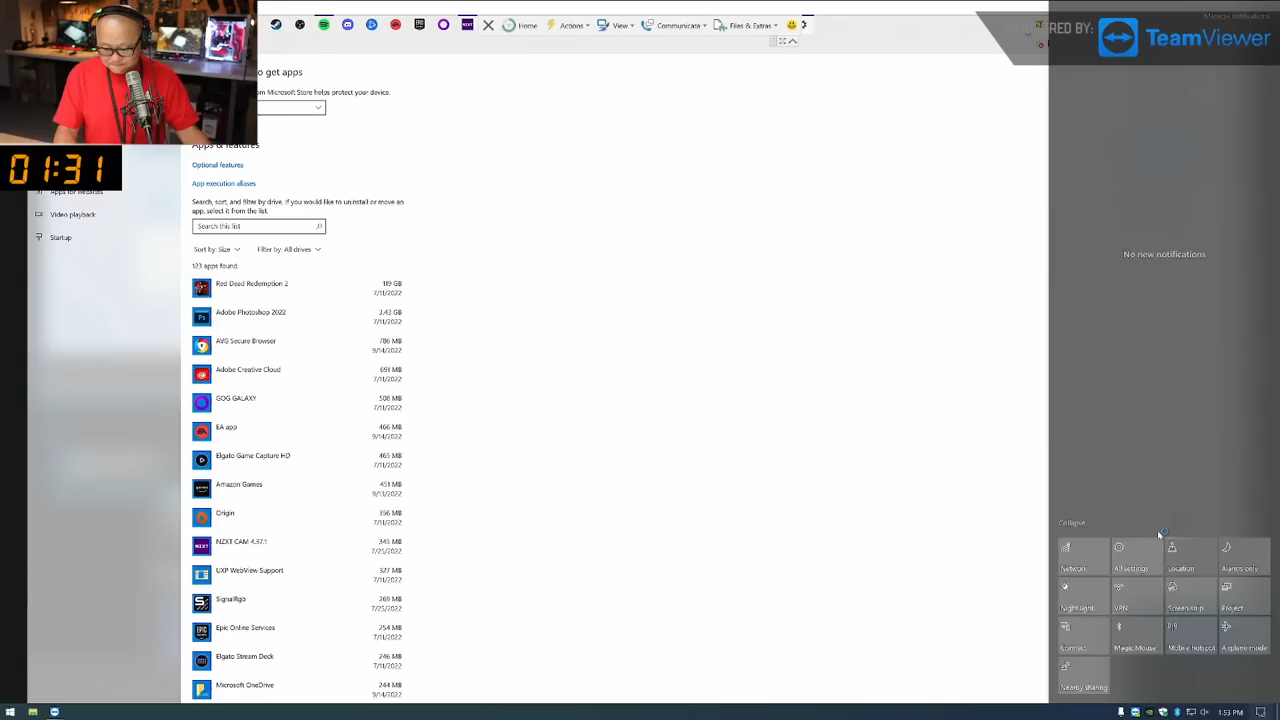 Home
Actions
View
Communicate
Files & Extras
Manage notifications
ERED BY:
TeamViewer
to get apps
om Microsoft Store helps protect your device.
01:31
Apps & features
Optional features
App execution aliases
Apps for websites
Video playback
Startup
Search, sort, and filter by drive. If you would like to uninstall or move an
app, select it from the list.
Search this list
Sort by: Size
Filter by: All drives
123 apps found
Red Dead Redemption 2
119 GB
7/11/2022
Adobe Photoshop 2022
3.43 GB
7/11/2022
AVG Secure Browser
786 MB
9/14/2022
Adobe Creative Cloud
691 MB
7/11/2022
GOG GALAXY
508 MB
7/11/2022
EA app
466 MB
9/14/2022
Elgato Game Capture HD
465 MB
7/11/2022
Amazon Games
451 MB
9/13/2022
Origin
356 MB
7/11/2022
NZXT CAM 4.37.1
345 MB
7/25/2022
UXP WebView Support
327 MB
7/11/2022
SignalRgb
269 MB
7/25/2022
Epic Online Services
254 MB
7/11/2022
Elgato Stream Deck
246 MB
7/11/2022
Microsoft OneDrive
244 MB
9/14/2022
No new notifications
Collapse
Network
All settings
Location
Alarms only
Night light
VPN
Screen snip
Project
Connect
Magic Mouse
Mobile hotspot
Airplane mode
Nearby sharing
1:53 PM